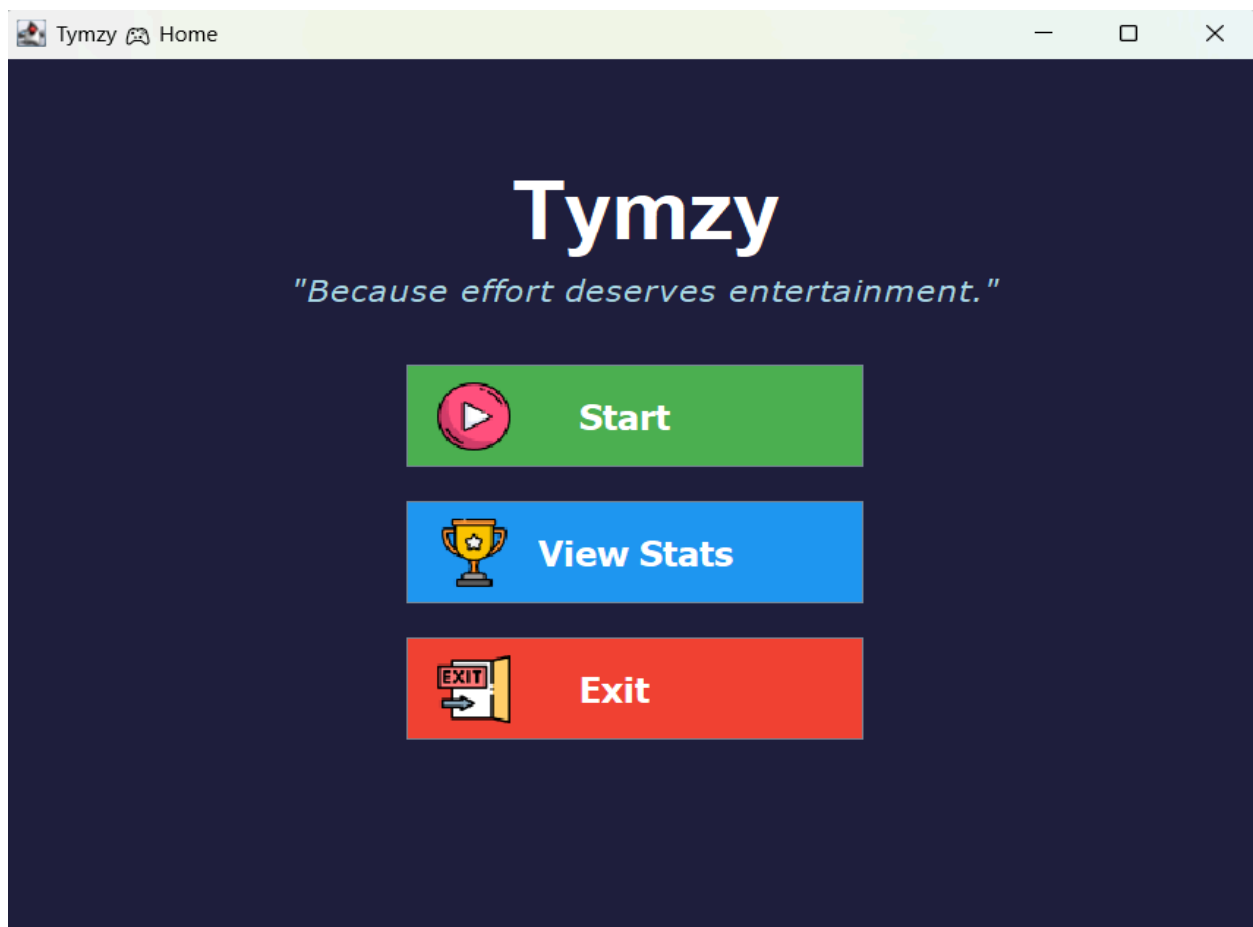 Tymzy 🎮 Home
Tymzy
"Because effort deserves entertainment."
Start
View Stats
EXIT
Exit